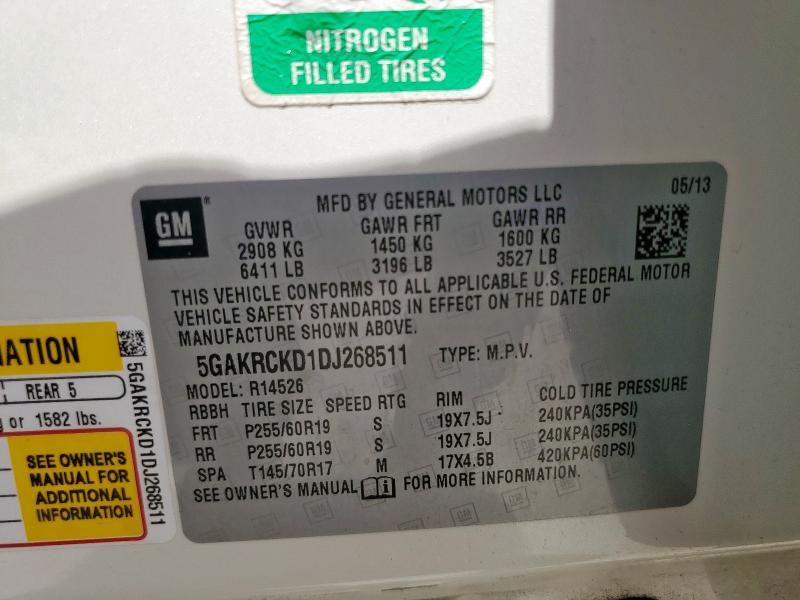 NITROGEN
FILLED TIRES
GM ®
MFD BY GENERAL MOTORS LLC 05/13
GVWR GAWR FRT GAWR RR
2908 KG 1450 KG 1600 KG
6411 LB 3196 LB 3527 LB
THIS VEHICLE CONFORMS TO ALL APPLICABLE U.S. FEDERAL MOTOR
VEHICLE SAFETY STANDARDS IN EFFECT ON THE DATE OF
MANUFACTURE SHOWN ABOVE.
5GAKRCKD1DJ268511 TYPE: M.P.V.
MODEL: R14526
RBBH TIRE SIZE SPEED RTG RIM COLD TIRE PRESSURE
FRT P255/60R19 S 19X7.5J 240KPA(35PSI)
RR P255/60R19 S 19X7.5J 240KPA(35PSI)
SPA T145/70R17 M 17X4.5B 420KPA(60PSI)
SEE OWNER'S MANUAL FOR MORE INFORMATION.
REAR 5
or 1582 lbs.
SEE OWNER'S
MANUAL FOR
ADDITIONAL
INFORMATION
5GAKRCKD1DJ268511